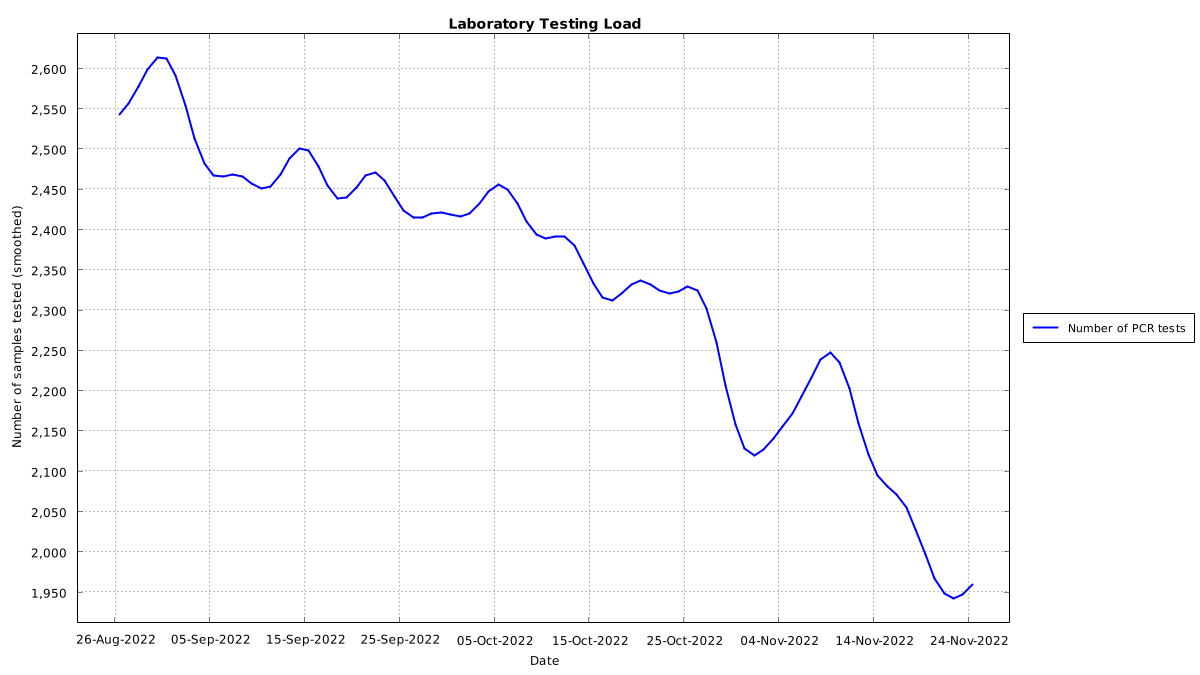 Laboratory Testing Load
Number of samples tested (smoothed)
2,600
2,550
2,500
2,450
2,400
2,350
2,300
2,250
2,200
2,150
2,100
2,050
2,000
1,950
26-Aug-2022 05-Sep-2022 15-Sep-2022 25-Sep-2022 05-Oct-2022 15-Oct-2022 25-Oct-2022 04-Nov-2022 14-Nov-2022 24-Nov-2022
Date
Number of PCR tests